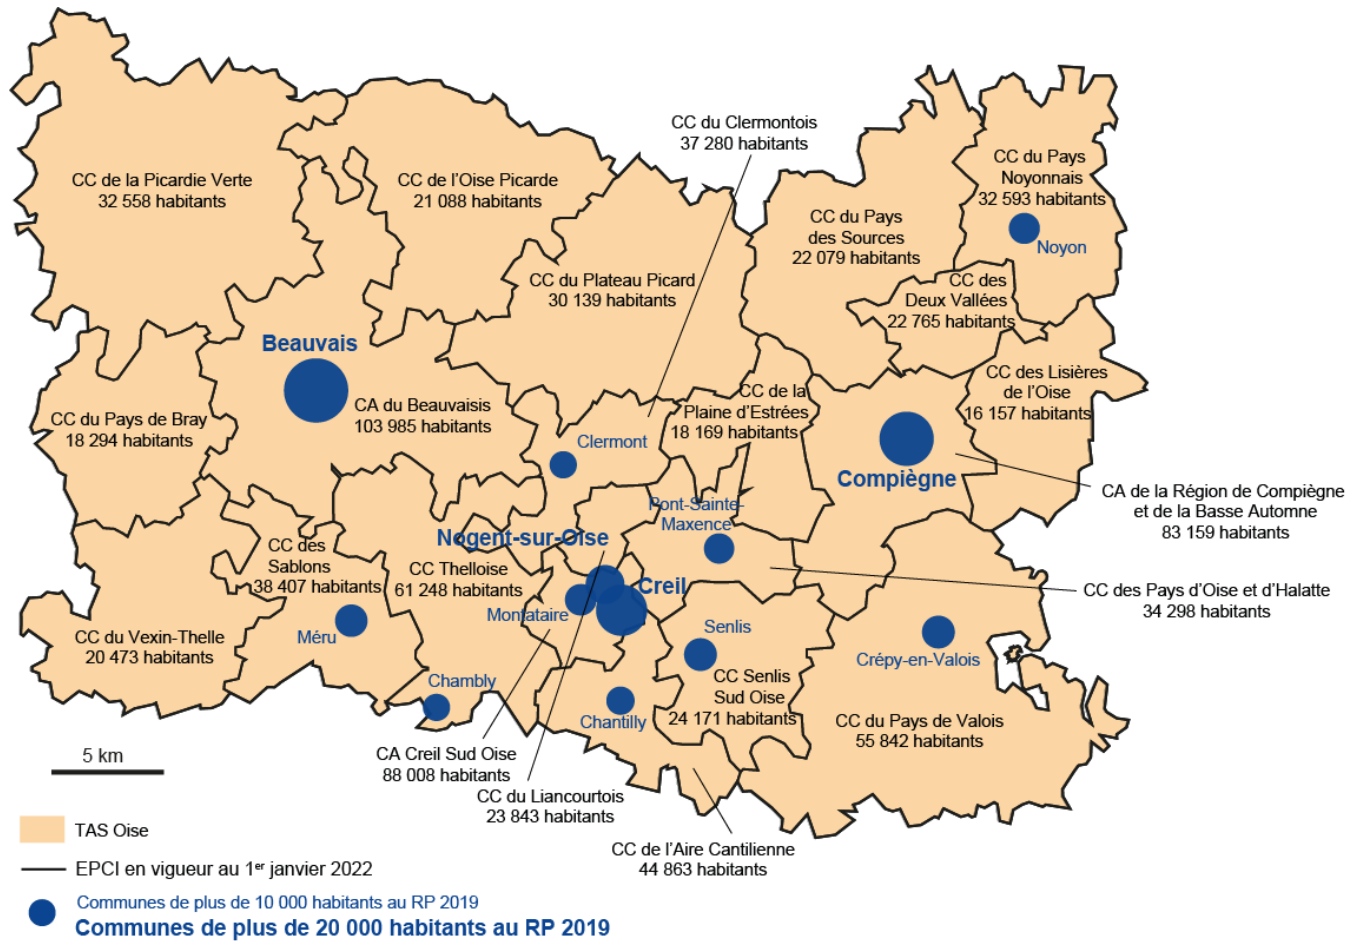 CC du Clermontois
37 280 habitants
CC de la Picardie Verte
32 558 habitants
CC de l'Oise Picarde
21 088 habitants
CC du Pays
Noyonnais
32 593 habitants
Noyon
CC du Pays
des Sources
22 079 habitants
CC du Plateau Picard
30 139 habitants
CC des
Deux Vallées
22 765 habitants
Beauvais
CA du Beauvaisis
103 985 habitants
CC du Pays de Bray
18 294 habitants
CC de la
Plaine d'Estrées
18 169 habitants
CC des Lisières
de l'Oise
16 157 habitants
Clermont
Compiègne
CA de la Région de Compiègne
et de la Basse Automne
83 159 habitants
Pont-Sainte-
Maxence
Nogent-sur-Oise
CC des
Sablons
38 407 habitants
CC Thelloise
61 248 habitants
Creil
Montataire
CC des Pays d'Oise et d'Halatte
34 298 habitants
CC du Vexin-Thelle
20 473 habitants
Méru
Senlis
Crépy-en-Valois
Chambly
CC Senlis
Sud Oise
24 171 habitants
Chantilly
CC du Pays de Valois
55 842 habitants
CA Creil Sud Oise
88 008 habitants
CC du Liancourtois
23 843 habitants
CC de l'Aire Cantilienne
44 863 habitants
5 km
TAS Oise
EPCI en vigueur au 1er janvier 2022
Communes de plus de 10 000 habitants au RP 2019
Communes de plus de 20 000 habitants au RP 2019